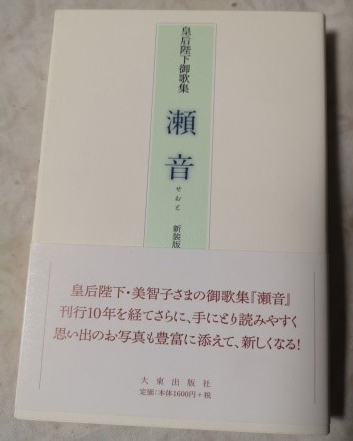 皇后陛下御歌集
瀬音
せおと
新装版
皇后陛下・美智子さまの御歌集『瀬音』
刊行10年を経てさらに、手にとり読みやすく
思い出のお写真も豊富に添えて、新しくなる!
大東出版社
定価:本体1600円+税